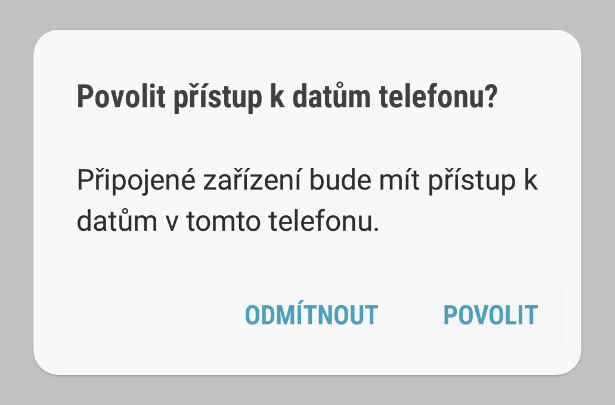 Povolit přístup k datům telefonu?
Připojené zařízení bude mít přístup k
datům v tomto telefonu.
ODMÍTNOUT POVOLIT